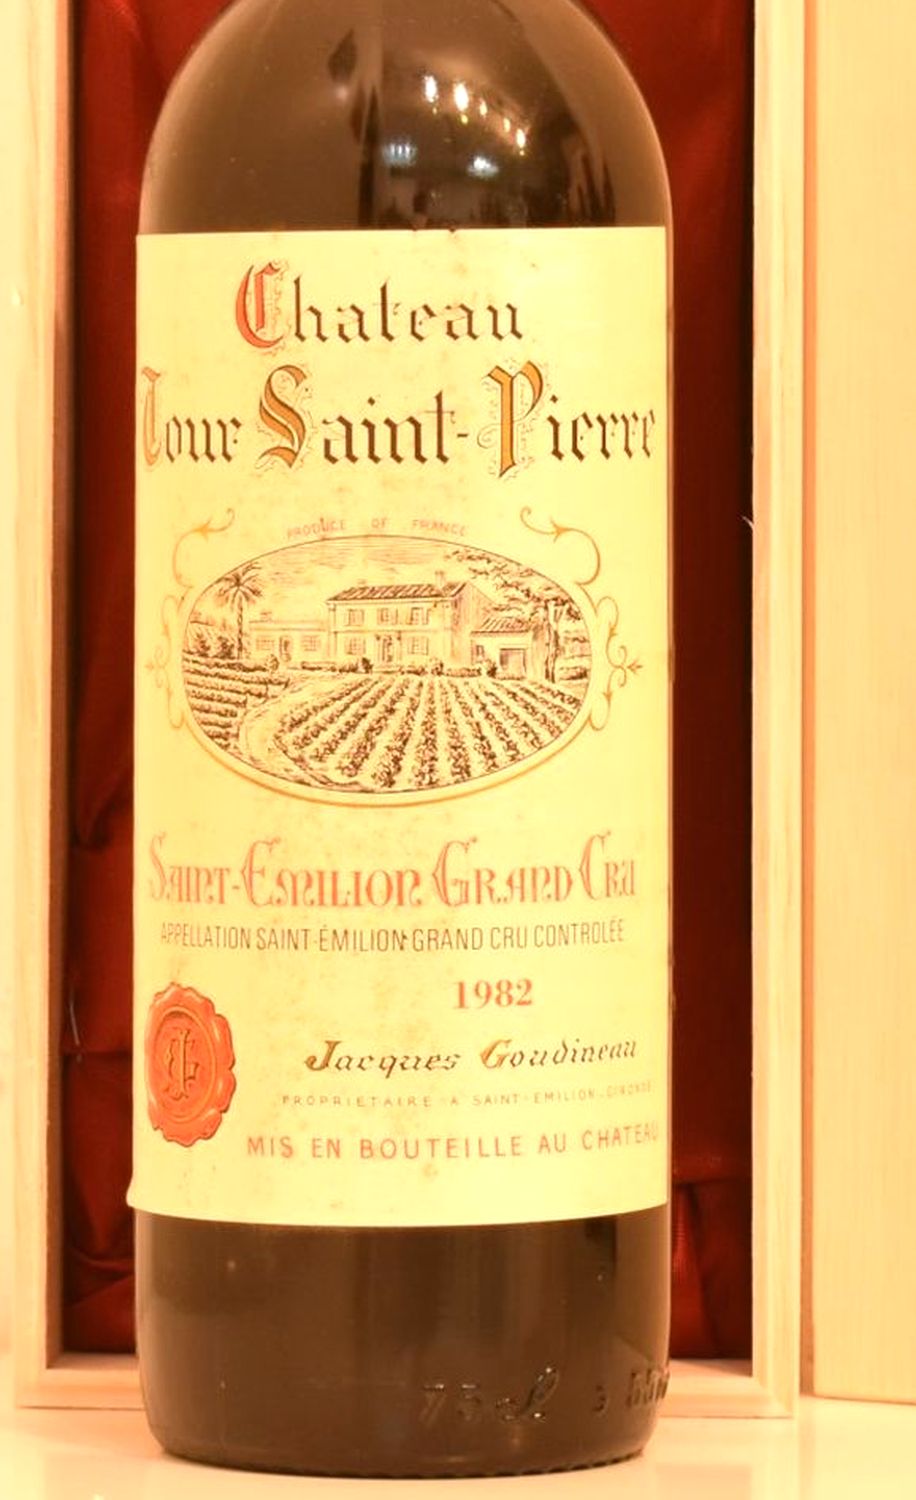 Chateau
Tour Saint-Pierre
PRODUCE OF FRANCE
SAINT-EMILION GRAND CRU
APPELLATION SAINT-ÉMILION GRAND CRU CONTROLÉE
1982
Jacques Goudineau
PROPRIETAIRE A SAINT-EMILION-GIRONDE
MIS EN BOUTEILLE AU CHATEAU
75cl